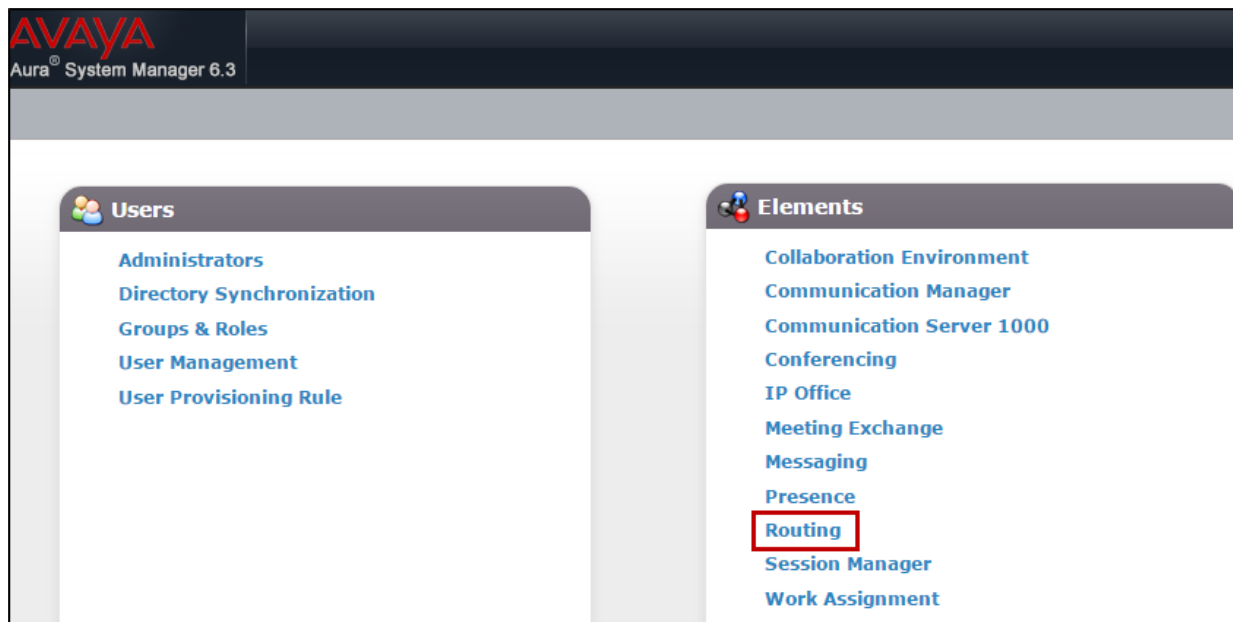 AVAYA
Aura® System Manager 6.3
Users
Administrators
Directory Synchronization
Groups & Roles
User Management
User Provisioning Rule
Elements
Collaboration Environment
Communication Manager
Communication Server 1000
Conferencing
IP Office
Meeting Exchange
Messaging
Presence
Routing
Session Manager
Work Assignment